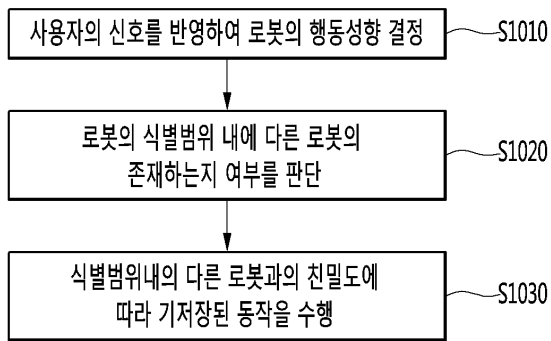 사용자의 신호를 반영하여 로봇의 행동성향 결정
S1010
로봇의 식별범위 내에 다른 로봇의
존재하는지 여부를 판단
S1020
식별범위내의 다른 로봇과의 친밀도에
따라 기저장된 동작을 수행
S1030